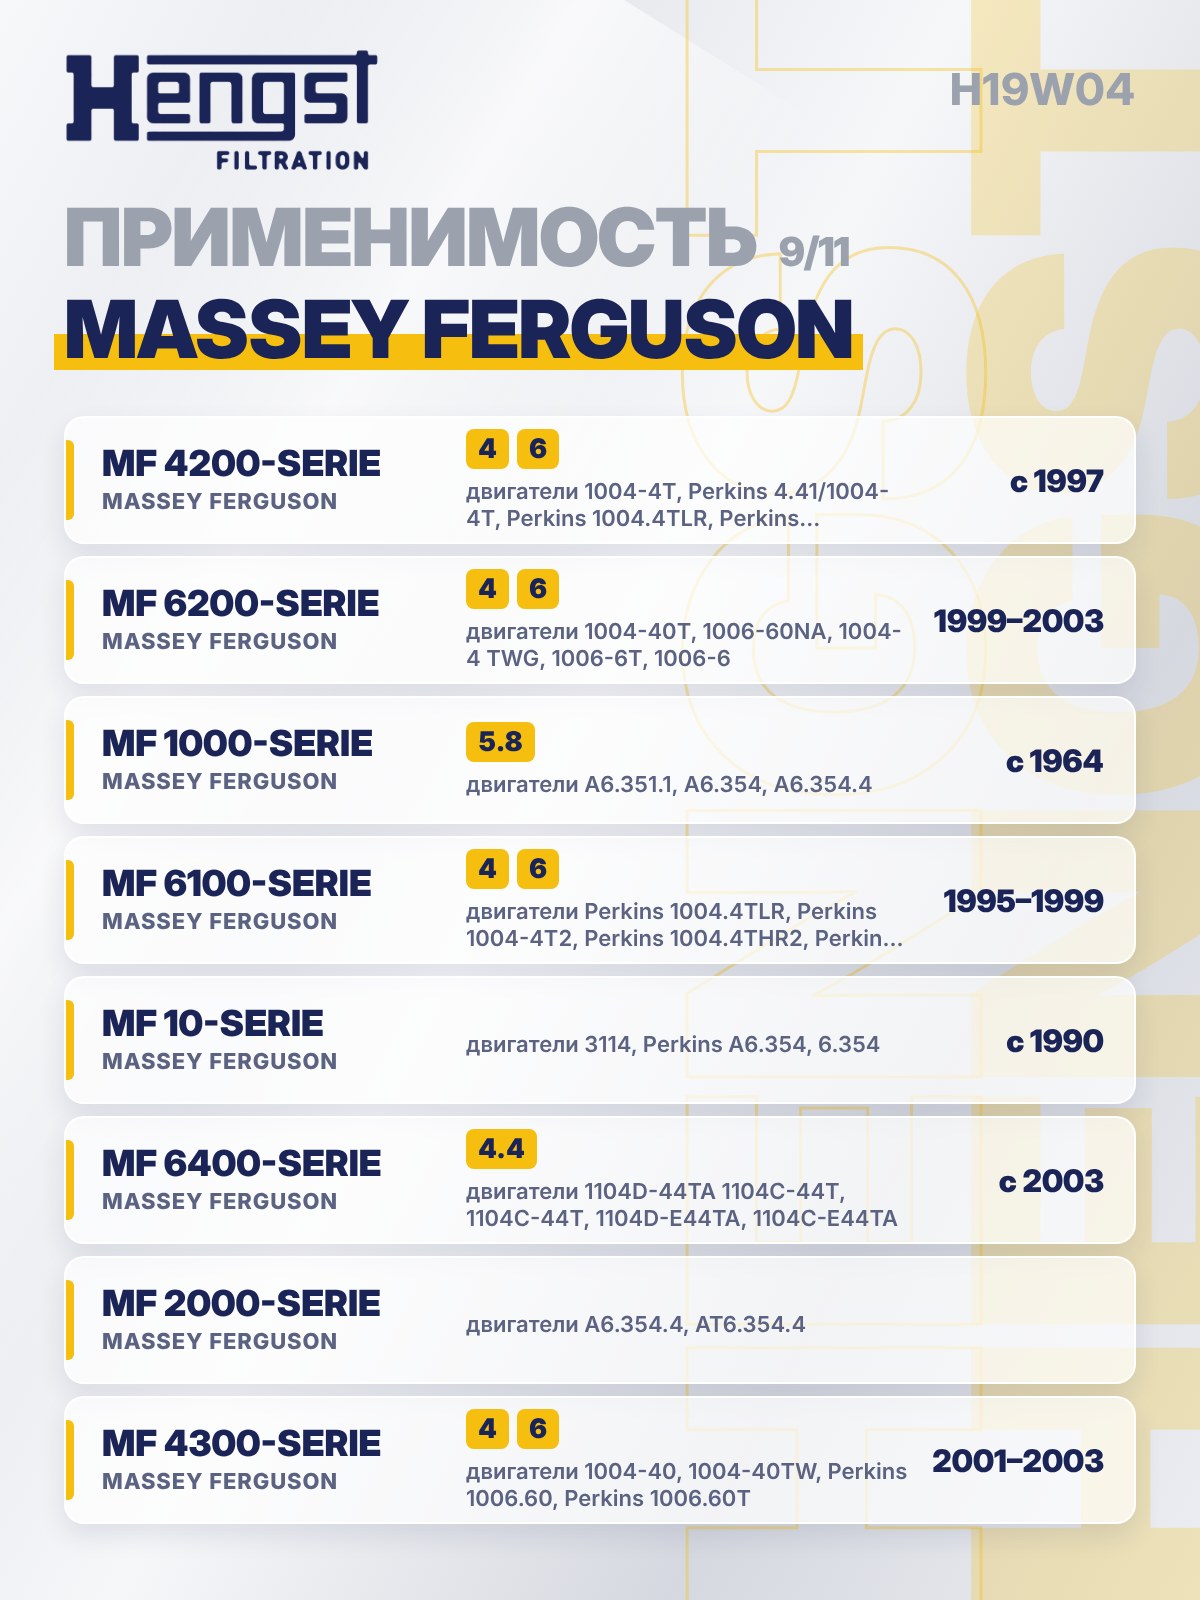 Hengst
FILTRATION
H19W04
ПРИМЕНИМОСТЬ 9/11
MASSEY FERGUSON
MF 4200-SERIE
MASSEY FERGUSON
4 6
двигатели 1004-4T, Perkins 4.41/1004-
4T, Perkins 1004.4TLR, Perkins...
с 1997
MF 6200-SERIE
MASSEY FERGUSON
4 6
двигатели 1004-40T, 1006-60NA, 1004-
4 TWG, 1006-6T, 1006-6
1999–2003
MF 1000-SERIE
MASSEY FERGUSON
5.8
двигатели A6.351.1, A6.354, A6.354.4
с 1964
MF 6100-SERIE
MASSEY FERGUSON
4 6
двигатели Perkins 1004.4TLR, Perkins
1004-4T2, Perkins 1004.4THR2, Perkin...
1995–1999
MF 10-SERIE
MASSEY FERGUSON
двигатели 3114, Perkins A6.354, 6.354
с 1990
MF 6400-SERIE
MASSEY FERGUSON
4.4
двигатели 1104D-44TA 1104C-44T,
1104C-44T, 1104D-E44TA, 1104C-E44TA
с 2003
MF 2000-SERIE
MASSEY FERGUSON
двигатели A6.354.4, AT6.354.4
MF 4300-SERIE
MASSEY FERGUSON
4 6
двигатели 1004-40, 1004-40TW, Perkins
1006.60, Perkins 1006.60T
2001–2003
HENGST
HENGST